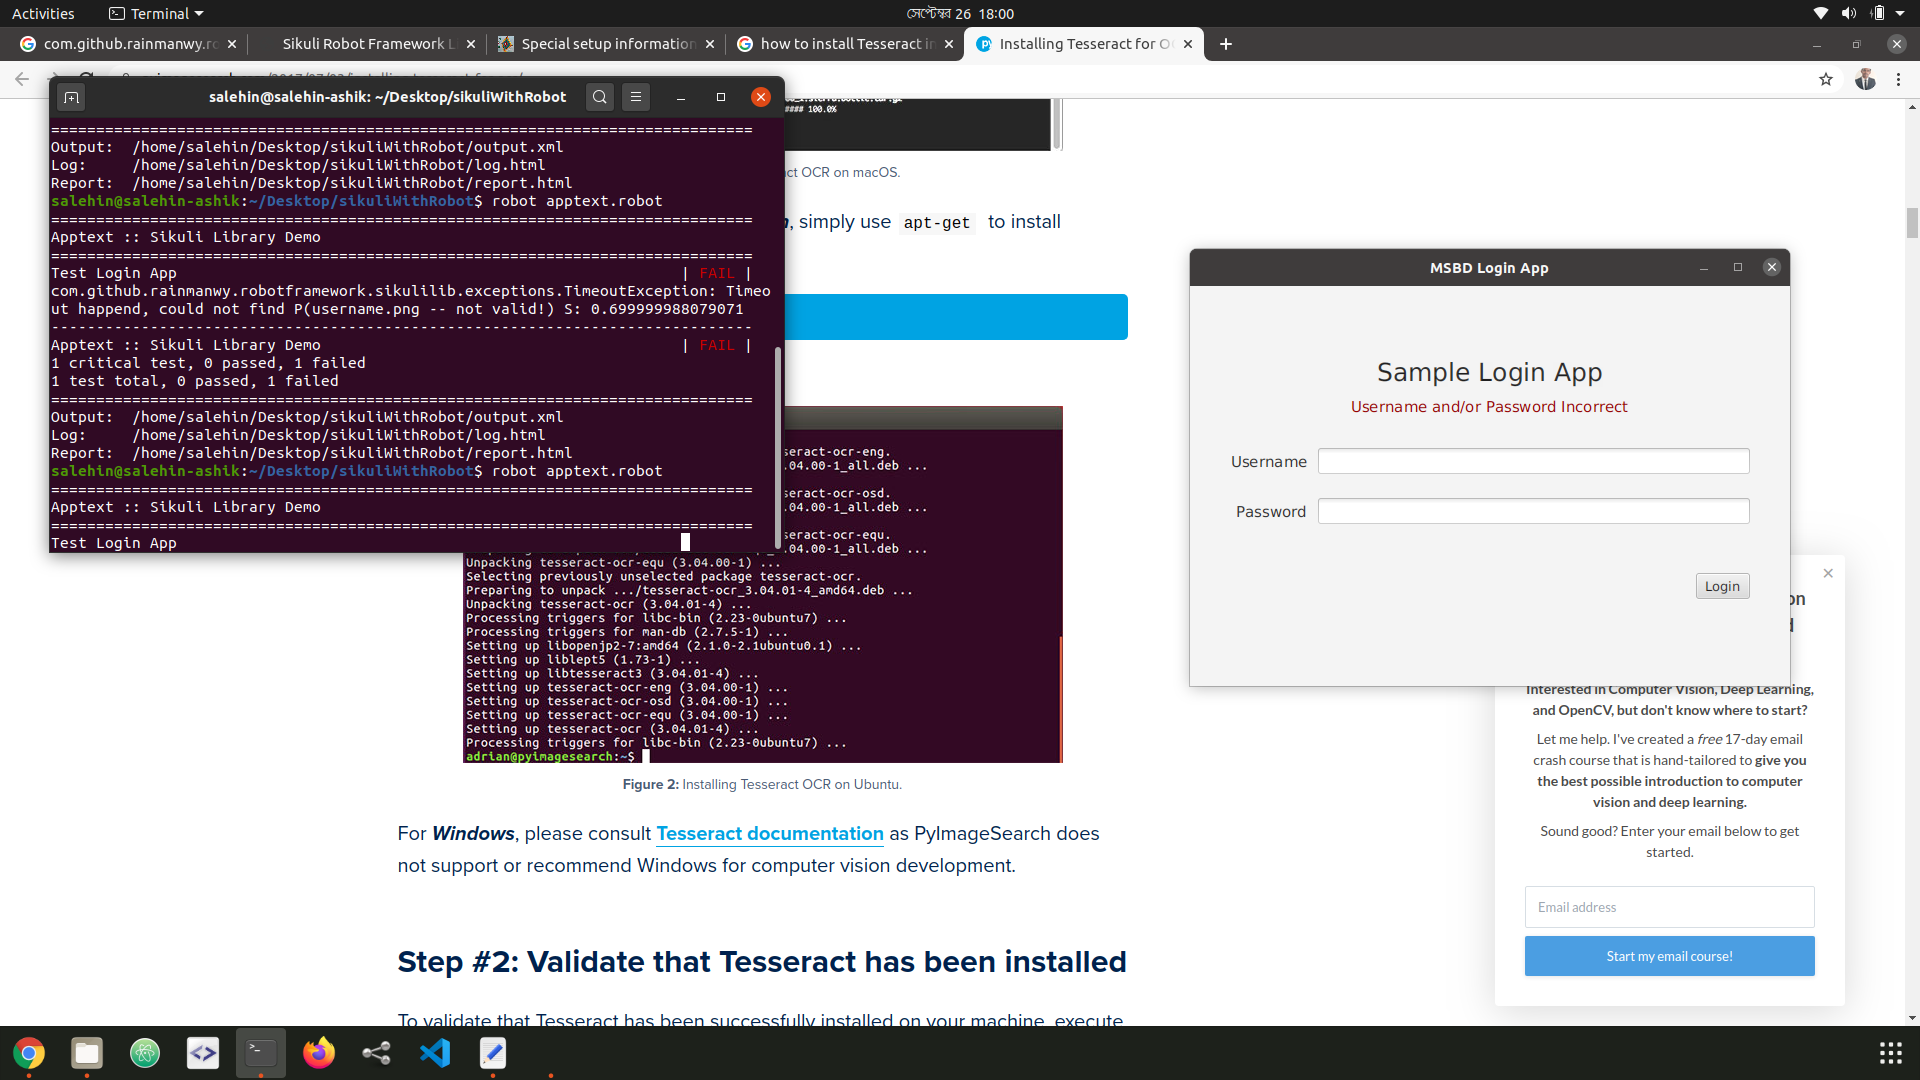 Activities
Terminal
সেপ্টেম্বর 26 18:00
com.github.rainmanwy.ro
Sikuli Robot Framework L
Special setup information
how to install Tesseract i
Installing Tesseract for O
salehin@salehin-ashik: ~/Desktop/sikuliWithRobot
==============================================================================
Output:  /home/salehin/Desktop/sikuliWithRobot/output.xml
Log:     /home/salehin/Desktop/sikuliWithRobot/log.html
Report:  /home/salehin/Desktop/sikuliWithRobot/report.html
salehin@salehin-ashik:~/Desktop/sikuliWithRobot$ robot apptext.robot
==============================================================================
Apptext :: Sikuli Library Demo
==============================================================================
Test Login App | FAIL |
com.github.rainmanwy.robotframework.sikulilib.exceptions.TimeoutException: Timeo
ut happend, could not find P(username.png -- not valid!) S: 0.699999988079071
------------------------------------------------------------------------------
Apptext :: Sikuli Library Demo | FAIL |
1 critical test, 0 passed, 1 failed
1 test total, 0 passed, 1 failed
==============================================================================
Output:  /home/salehin/Desktop/sikuliWithRobot/output.xml
Log:     /home/salehin/Desktop/sikuliWithRobot/log.html
Report:  /home/salehin/Desktop/sikuliWithRobot/report.html
salehin@salehin-ashik:~/Desktop/sikuliWithRobot$ robot apptext.robot
==============================================================================
Apptext :: Sikuli Library Demo
==============================================================================
Test Login App
#### 100.0%
ct OCR on macOS.
, simply use apt-get to install
seract-ocr-eng.
.04.00-1_all.deb ...
seract-ocr-osd.
.04.00-1_all.deb ...
seract-ocr-equ.
.04.00-1_all.deb ...
Unpacking tesseract-ocr-equ (3.04.00-1) ...
Selecting previously unselected package tesseract-ocr.
Preparing to unpack .../tesseract-ocr_3.04.01-4_amd64.deb ...
Unpacking tesseract-ocr (3.04.01-4) ...
Processing triggers for libc-bin (2.23-0ubuntu7) ...
Processing triggers for man-db (2.7.5-1) ...
Setting up libopenjp2-7:amd64 (2.1.0-2.1ubuntu0.1) ...
Setting up liblept5 (1.73-1) ...
Setting up libtesseract3 (3.04.01-4) ...
Setting up tesseract-ocr-eng (3.04.00-1) ...
Setting up tesseract-ocr-osd (3.04.00-1) ...
Setting up tesseract-ocr-equ (3.04.00-1) ...
Setting up tesseract-ocr (3.04.01-4) ...
Processing triggers for libc-bin (2.23-0ubuntu7) ...
adrian@pyimagesearch:~$
Figure 2: Installing Tesseract OCR on Ubuntu.
For Windows, please consult Tesseract documentation as PyImageSearch does
not support or recommend Windows for computer vision development.
Step #2: Validate that Tesseract has been installed
To validate that Tesseract has been successfully installed on your machine, execute
MSBD Login App
Sample Login App
Username and/or Password Incorrect
Username
Password
Login
on
Interested in Computer Vision, Deep Learning,
and OpenCV, but don't know where to start?
Let me help. I've created a free 17-day email
crash course that is hand-tailored to give you
the best possible introduction to computer
vision and deep learning.
Sound good? Enter your email below to get
started.
Email address
Start my email course!